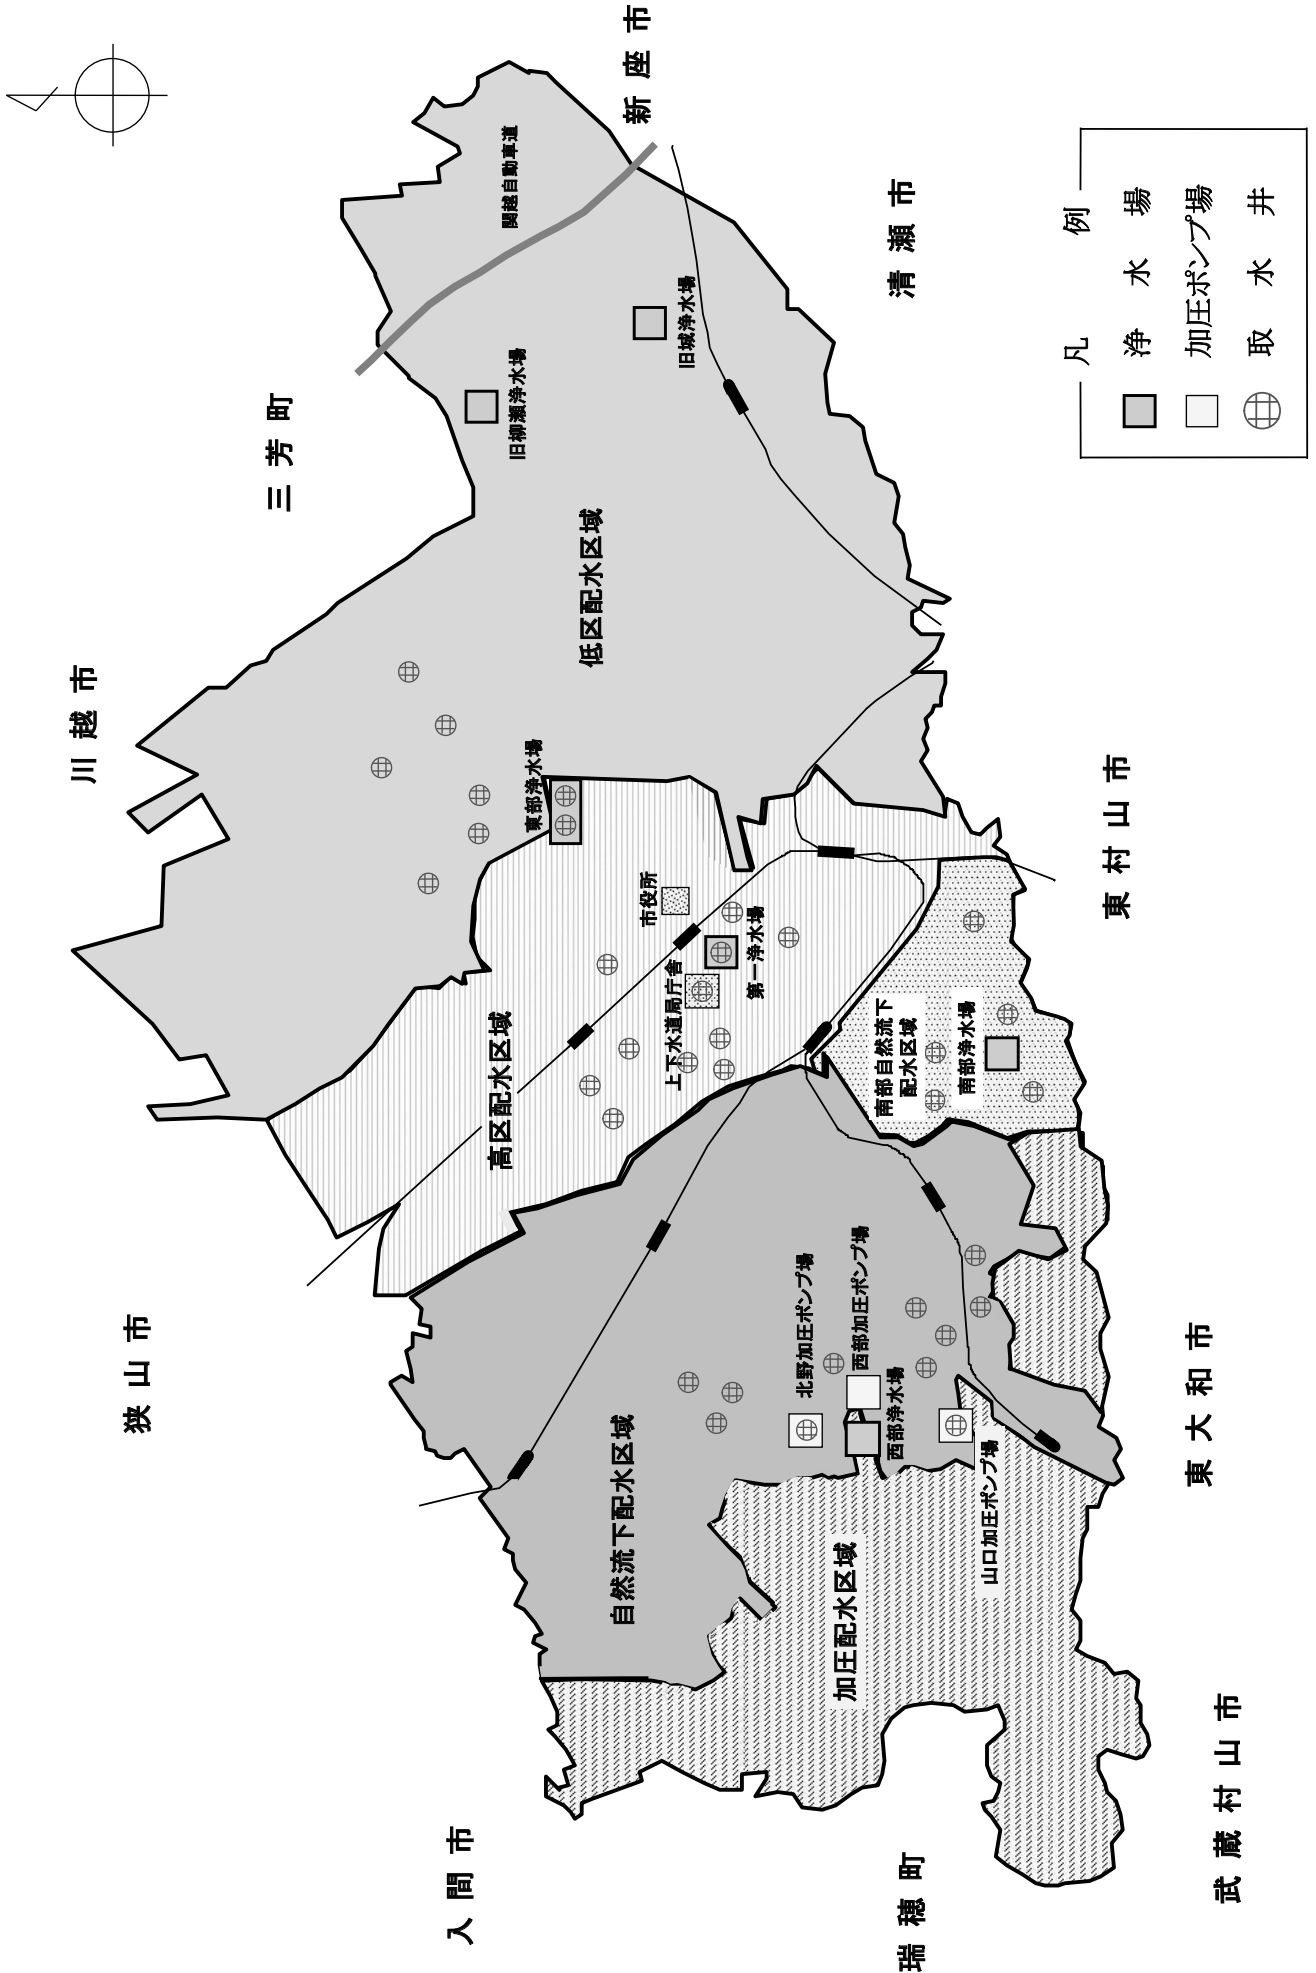 新座市
関越自動車道
清瀬市
旧城浄水場
旧柳瀬浄水場
三芳町
低区配水区域
川越市
東部浄水場
東村山市
市役所
第一浄水場
上下水道局庁舎
高区配水区域
南部自然流下
配水区域
南部浄水場
狭山市
北野加圧ポンプ場
西部加圧ポンプ場
西部浄水場
山口加圧ポンプ場
自然流下配水区域
加圧配水区域
東大和市
入間市
瑞穂町
武蔵村山市
凡例
浄水場
加圧ポンプ場
取水井